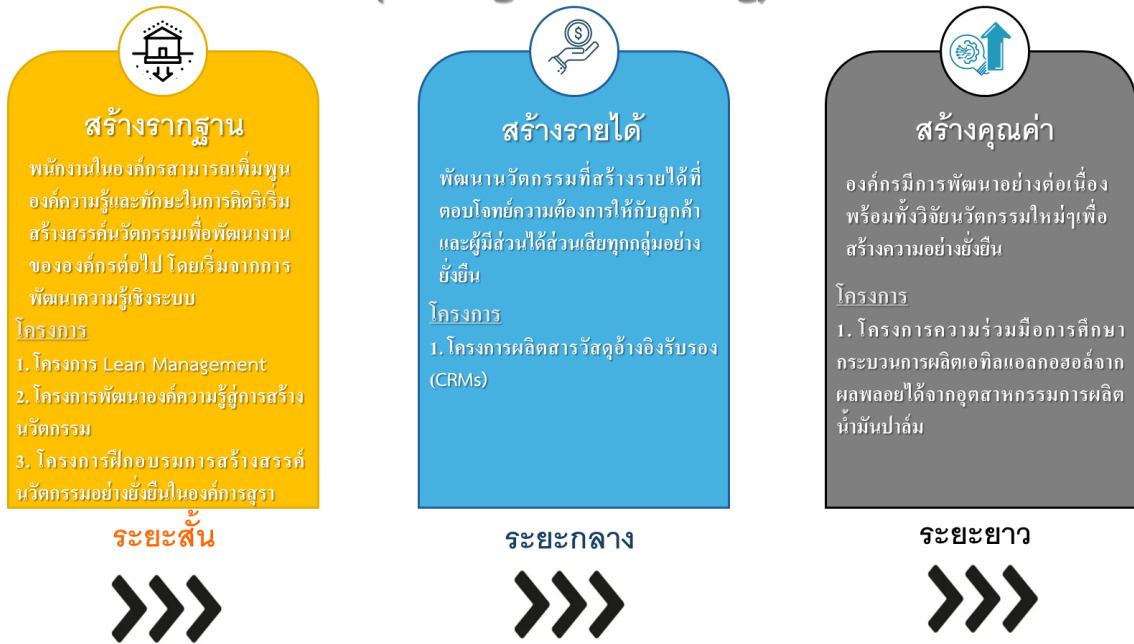 สร้างรากฐาน
พนักงานในองค์กรสามารถเพิ่มพูน
องค์ความรู้และทักษะในการคิดริเริ่ม
สร้างสรรค์นวัตกรรมเพื่อพัฒนางาน
ขององค์กรต่อไป โดยเริ่มจากการ
พัฒนาความรู้เชิงระบบ
โครงการ
1. โครงการ Lean Management
2. โครงการพัฒนาองค์ความรู้สู่การสร้าง
นวัตกรรม
3. โครงการฝึกอบรมการสร้างสรรค์
นวัตกรรมอย่างยั่งยืนในองค์การสุรา
ระยะสั้น
สร้างรายได้
พัฒนานวัตกรรมที่สร้างรายได้ที่
ตอบโจทย์ความต้องการให้กับลูกค้า
และผู้มีส่วนได้ส่วนเสียทุกกลุ่มอย่าง
ยั่งยืน
โครงการ
1. โครงการผลิตสารวัสดุอ้างอิงรับรอง
(CRMs)
ระยะกลาง
สร้างคุณค่า
องค์กรมีการพัฒนาอย่างต่อเนื่อง
พร้อมทั้งวิจัยนวัตกรรมใหม่ๆเพื่อ
สร้างความอย่างยั่งยืน
โครงการ
1. โครงการความร่วมมือการศึกษา
กระบวนการผลิตเอทิลแอลกอฮอล์จาก
ผลพลอยได้จากอุตสาหกรรมการผลิต
น้ำมันปาล์ม
ระยะยาว